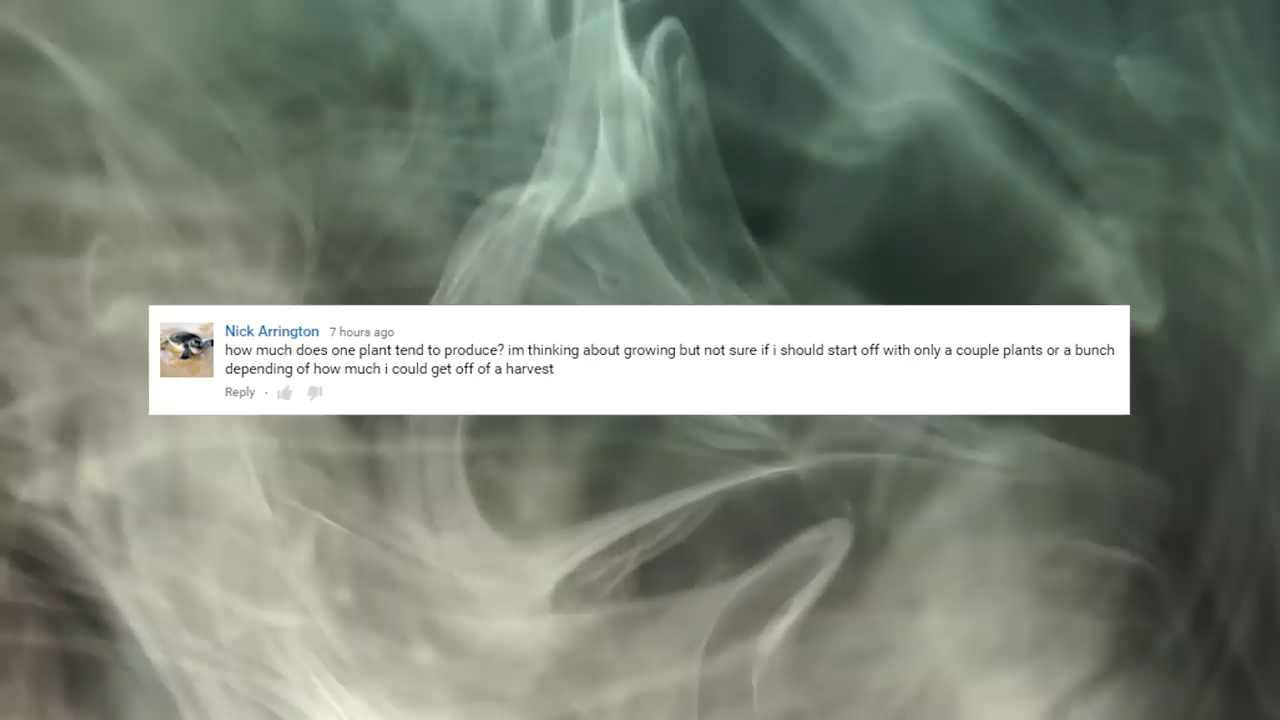 Nick Arrington 7 hours ago
how much does one plant tend to produce? im thinking about growing but not sure if i should start off with only a couple plants or a bunch
depending of how much i could get off of a harvest
Reply ·